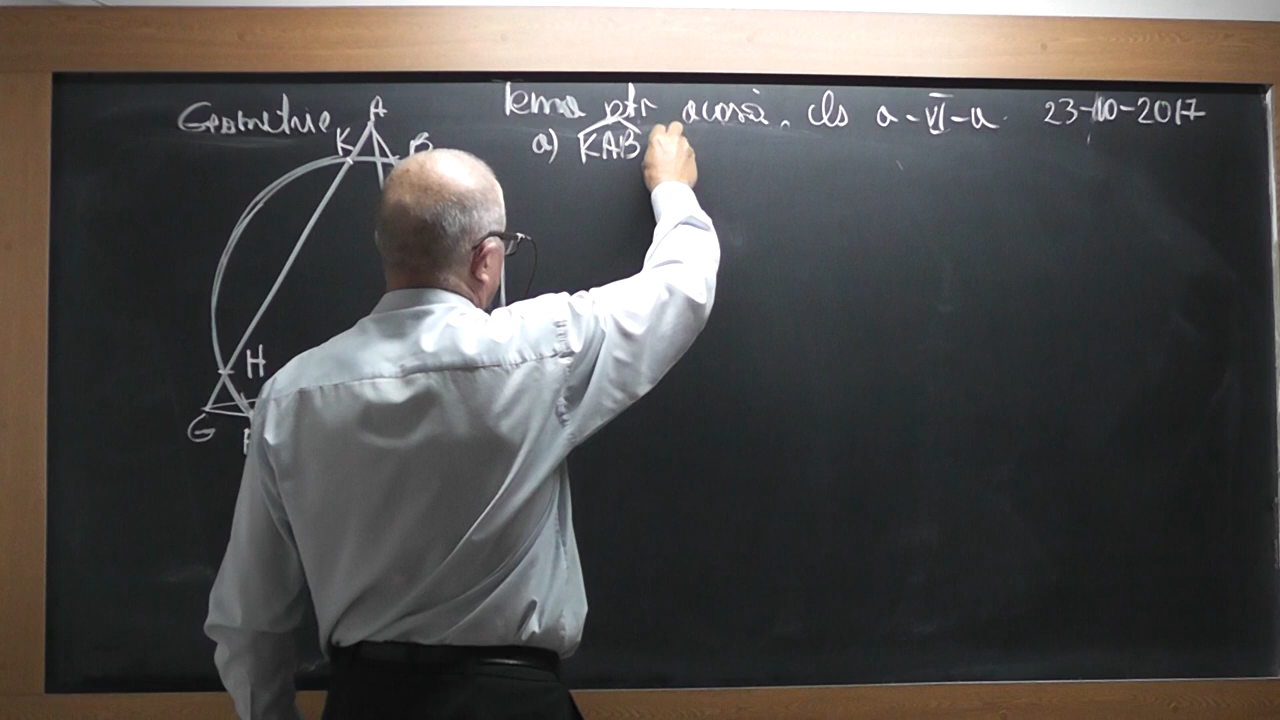 Geometrie
Tema ptr acasă, cls a-VI-a 23-10-2017
a) KAB
A
K
B
H
G